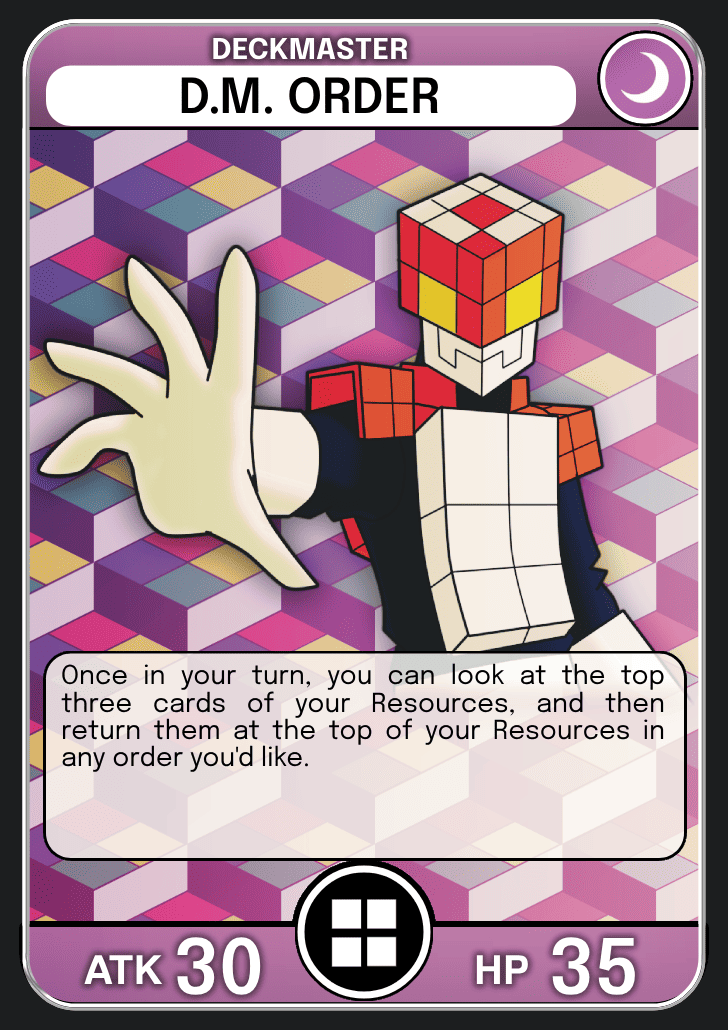 DECKMASTER
D.M. ORDER
Once in your turn, you can look at the top
three cards of your Resources, and then
return them at the top of your Resources in
any order you'd like.
ATK 30 HP 35